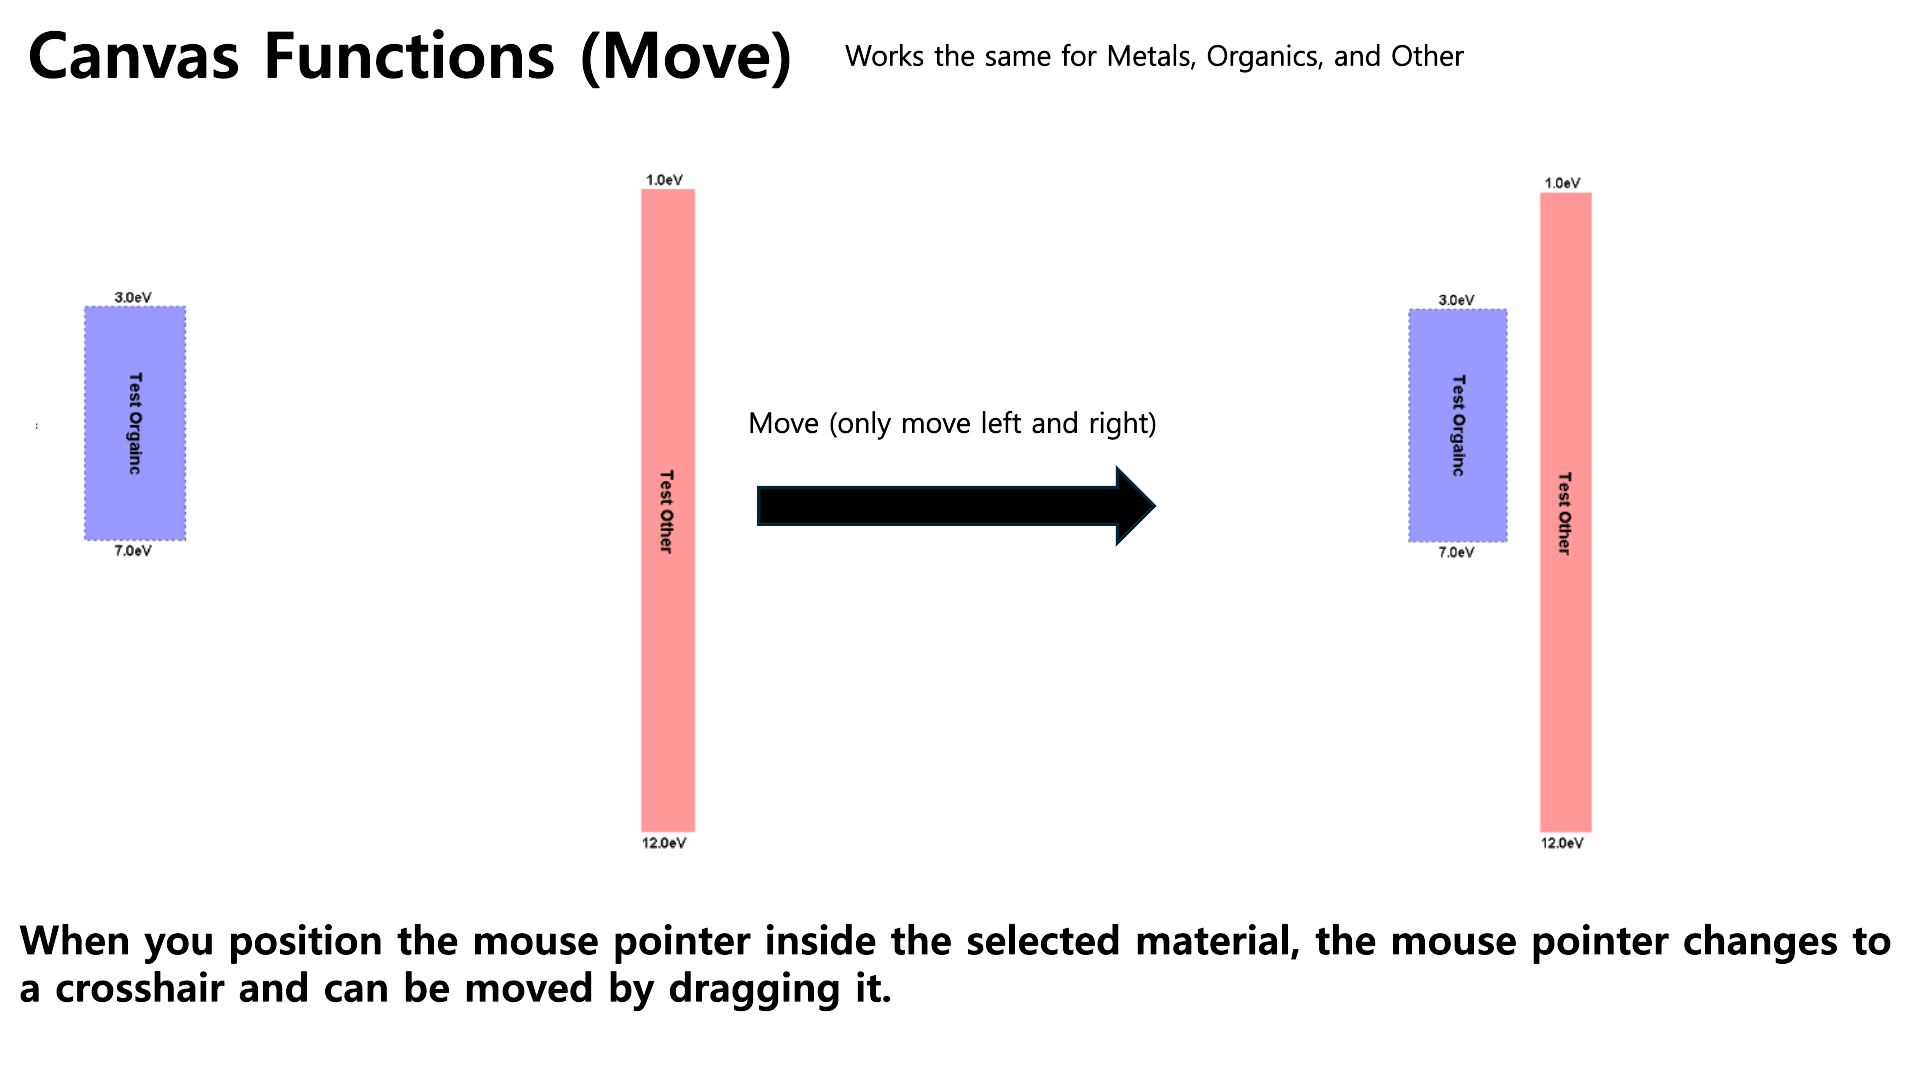 Canvas Functions (Move)
Works the same for Metals, Organics, and Other
1.0eV
3.0eV
Test Orgainc
7.0eV
Test Other
12.0eV
Move (only move left and right)
1.0eV
3.0eV
Test Orgainc
7.0eV
Test Other
12.0eV
When you position the mouse pointer inside the selected material, the mouse pointer changes to
a crosshair and can be moved by dragging it.